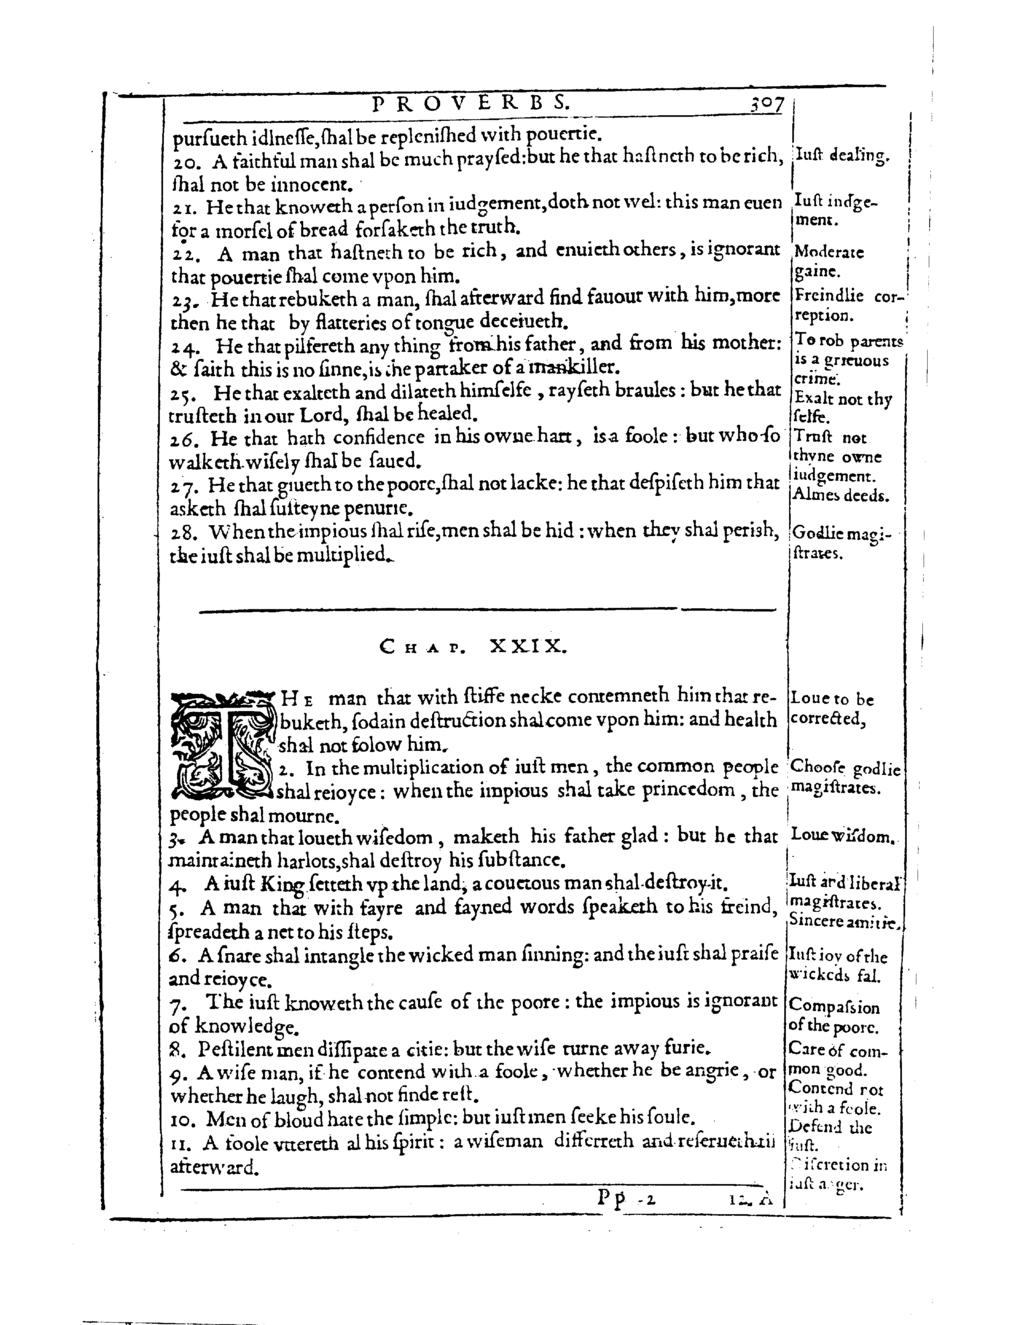 PROVERBS. 307
purſueth idlneſſe,ſhal be repleniſhed with pouertie.
20. A faithful man shal be much prayſed:but he that haſtneth to be rich,
ſhal not be innocent.
21. He that knoweth a perſon in iudgement,doth not wel: this man euen
for a morſel of bread forſaketh the truth.
22. A man that haſtneth to be rich, and enuieth others, is ignorant
that pouertie ſhal come vpon him.
23. He that rebuketh a man, ſhal afterward find fauour with him,more
then he that by flatteries of tongue deceiueth.
24. He that pilfereth any thing from his father, and from his mother:
& ſaith this is no ſinne,is the partaker of a mankiller.
25. He that exalteth and dilateth himſelfe, rayſeth braules: but he that
truſteth in our Lord, ſhal be healed.
26. He that hath confidence in his owne hart, is a foole: but who ſo
walketh wiſely ſhal be ſaued.
27. He that giueth to the poore,ſhal not lacke: he that deſpiſeth him that
asketh ſhal ſuſteyne penurie.
28. When the impious ſhal riſe,men shal be hid: when they shal perish,
the iuſt shal be multiplied.
Iuſt dealing.
Iuſt iudge-
ment.
Moderate
gaine.
Freindlie cor-
reption.
To rob parents
is a grieuous
crime.
Exalt not thy
ſelfe.
Truſt not
thyne owne
iudgement.
Almes deeds.
Godlie magi-
ſtrates.
CHAP. XXIX.
THE man that with ſtiffe necke contemneth him that re-
buketh, ſodain deſtruction shal come vpon him: and health
shal not folow him.
2. In the multiplication of iuſt men, the common people
shal reioyce: when the impious shal take princedom, the
people shal mourne.
3. A man that loueth wiſedom, maketh his father glad: but he that
maintaineth harlots,shal deſtroy his ſubſtance.
4. A iuſt King ſetteth vp the land, a couetous man shal deſtroy it.
5. A man that with fayre and fayned words ſpeaketh to his freind,
ſpreadeth a net to his ſteps.
6. A ſnare shal intangle the wicked man ſinning: and the iuſt shal praiſe
and reioyce.
7. The iuſt knoweth the cauſe of the poore: the impious is ignorant
of knowledge.
8. Peſtilent men diſſipate a citie: but the wiſe turne away furie.
9. A wiſe man, if he contend with a foole, whether he be angrie, or
whether he laugh, shal not finde reſt.
10. Men of bloud hate the ſimple: but iuſt men ſeeke his ſoule.
11. A foole vttereth al his ſpirit: a wiſeman differreth and reſerueth til
afterward.
Loue to be
corrected,
Chooſe godlie
magiſtrates.
Loue wiſdom.
Iuſt and liberal
magiſtrates.
Sincere amitie.
Iuſt ioy of the
wickeds fal.
Compaſsion
of the poore.
Care of com-
mon good.
Contend not
with a foole.
Defend the
iuſt.
Diſcretion in
iuſt anger.
Pp 2 12. A